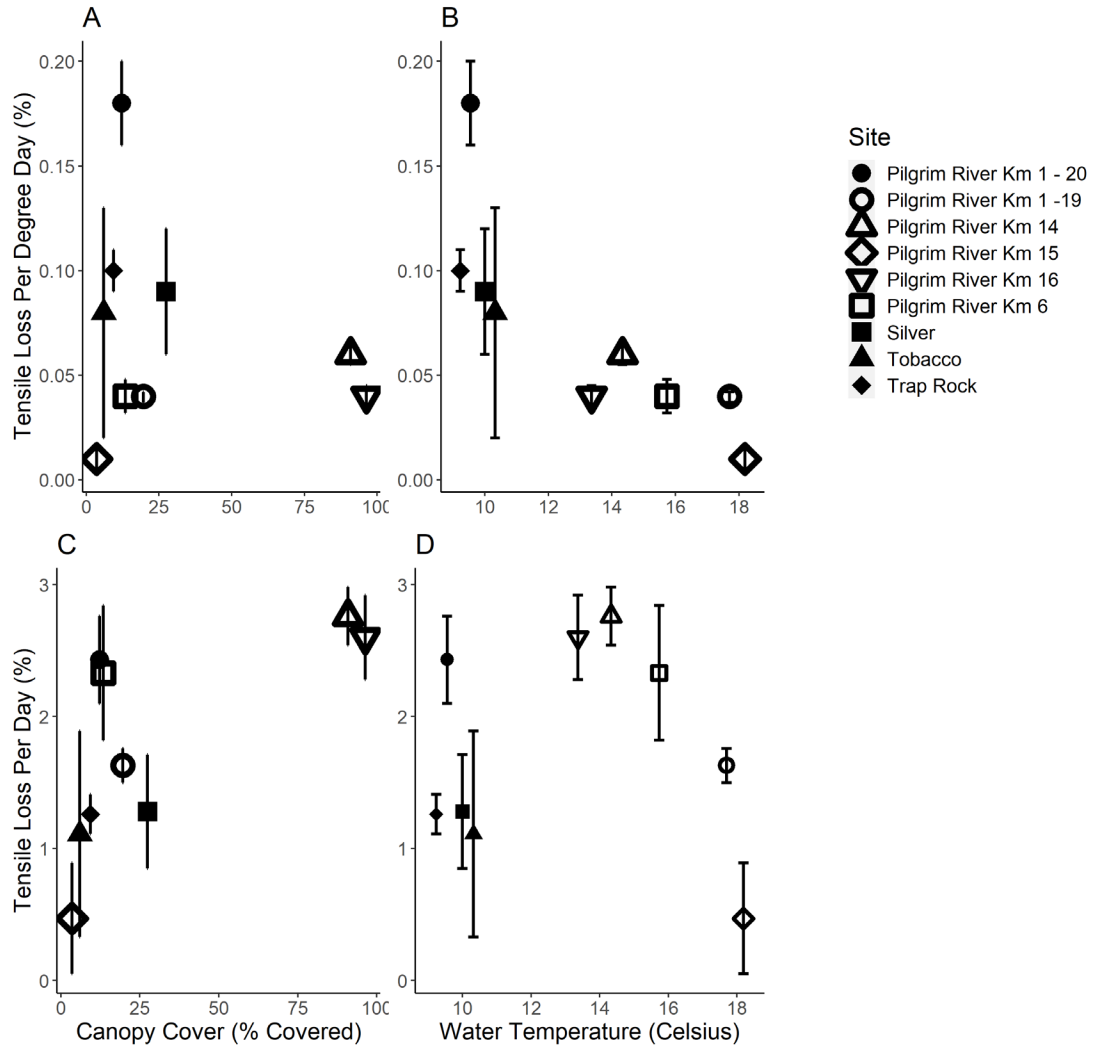 A
B
Tensile Loss Per Degree Day (%)
0.20
0.15
0.10
0.05
0.00
0 25 50 75 100
10 12 14 16 18
Site
Pilgrim River Km 1 - 20
Pilgrim River Km 1 -19
Pilgrim River Km 14
Pilgrim River Km 15
Pilgrim River Km 16
Pilgrim River Km 6
Silver
Tobacco
Trap Rock
C
D
Tensile Loss Per Day (%)
3
2
1
0
3
2
1
0
0 25 50 75 100
10 12 14 16 18
Canopy Cover (% Covered)
Water Temperature (Celsius)
0.20
0.15
0.10
0.05
0.00